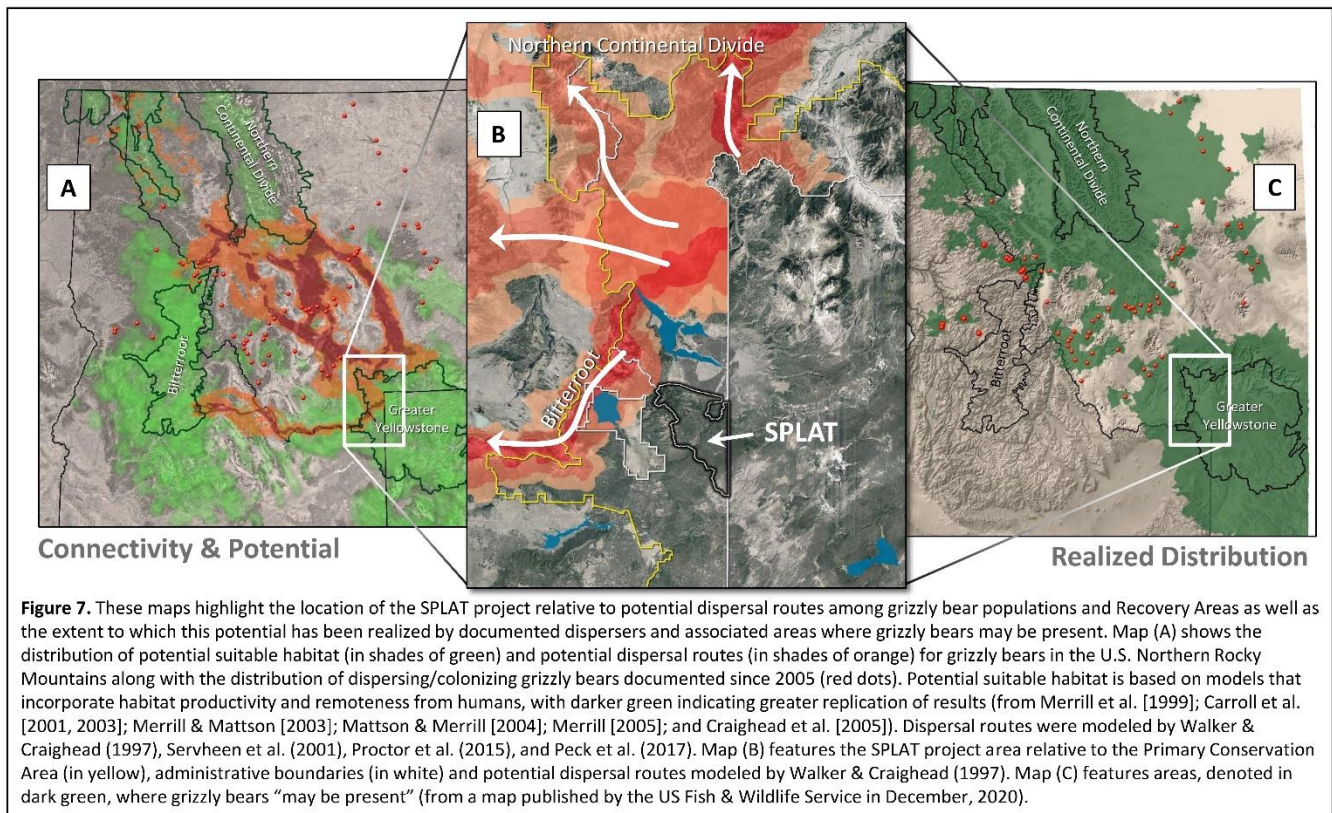 Northern Continental Divide
A
Northern
Continental Divide
Bitterroot
Greater
Yellowstone
Connectivity & Potential
B
Bitterroot
SPLAT
C
Northern
Continental Divide
Bitterroot
Greater
Yellowstone
Realized Distribution
Figure 7. These maps highlight the location of the SPLAT project relative to potential dispersal routes among grizzly bear populations and Recovery Areas as well as
the extent to which this potential has been realized by documented dispersers and associated areas where grizzly bears may be present. Map (A) shows the
distribution of potential suitable habitat (in shades of green) and potential dispersal routes (in shades of orange) for grizzly bears in the U.S. Northern Rocky
Mountains along with the distribution of dispersing/colonizing grizzly bears documented since 2005 (red dots). Potential suitable habitat is based on models that
incorporate habitat productivity and remoteness from humans, with darker green indicating greater replication of results (from Merrill et al. [1999]; Carroll et al.
[2001, 2003]; Merrill & Mattson [2003]; Mattson & Merrill [2004]; Merrill [2005]; and Craighead et al. [2005]). Dispersal routes were modeled by Walker &
Craighead (1997), Servheen et al. (2001), Proctor et al. (2015), and Peck et al. (2017). Map (B) features the SPLAT project area relative to the Primary Conservation
Area (in yellow), administrative boundaries (in white) and potential dispersal routes modeled by Walker & Craighead (1997). Map (C) features areas, denoted in
dark green, where grizzly bears “may be present” (from a map published by the US Fish & Wildlife Service in December, 2020).